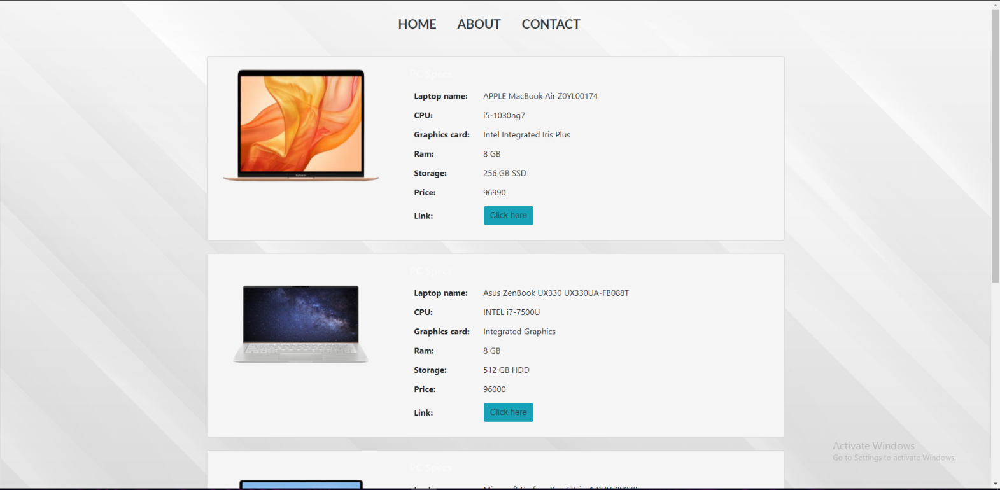 HOME ABOUT CONTACT
PC Specs
Laptop name: APPLE MacBook Air Z0YL00174
CPU: i5-1030ng7
Graphics card: Intel Integrated Iris Plus
Ram: 8 GB
Storage: 256 GB SSD
Price: 96990
Link: Click here
PC Specs
Laptop name: Asus ZenBook UX330 UX330UA-FB088T
CPU: INTEL i7-7500U
Graphics card: Integrated Graphics
Ram: 8 GB
Storage: 512 GB HDD
Price: 96000
Link: Click here
Activate Windows
Go to Settings to activate Windows.
PC Specs